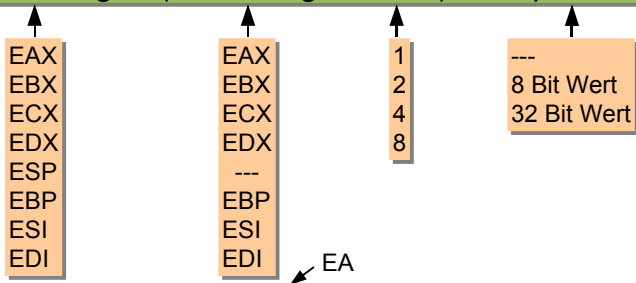 EAX
EBX
ECX
EDX
ESP
EBP
ESI
EDI
EAX
EBX
ECX
EDX
---
EBP
ESI
EDI
1
2
4
8
---
8 Bit Wert
32 Bit Wert
EA